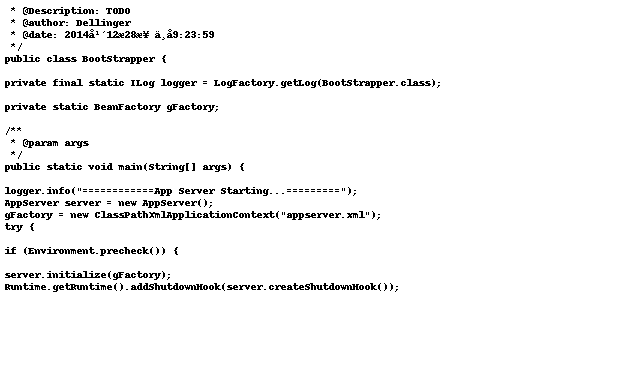 * @Description: TODO
* @author: Dellinger
* @date: 2014å¹´12æ28æ¥ ä¸å9:23:59
*/
public class BootStrapper {
private final static ILog logger = LogFactory.getLog(BootStrapper.class);
private static BeanFactory gFactory;
/**
* @param args
*/
public static void main(String[] args) {
logger.info("============App Server Starting...=========");
AppServer server = new AppServer();
gFactory = new ClassPathXmlApplicationContext("appserver.xml");
try {
if (Environment.precheck()) {
server.initialize(gFactory);
Runtime.getRuntime().addShutdownHook(server.createShutdownHook());